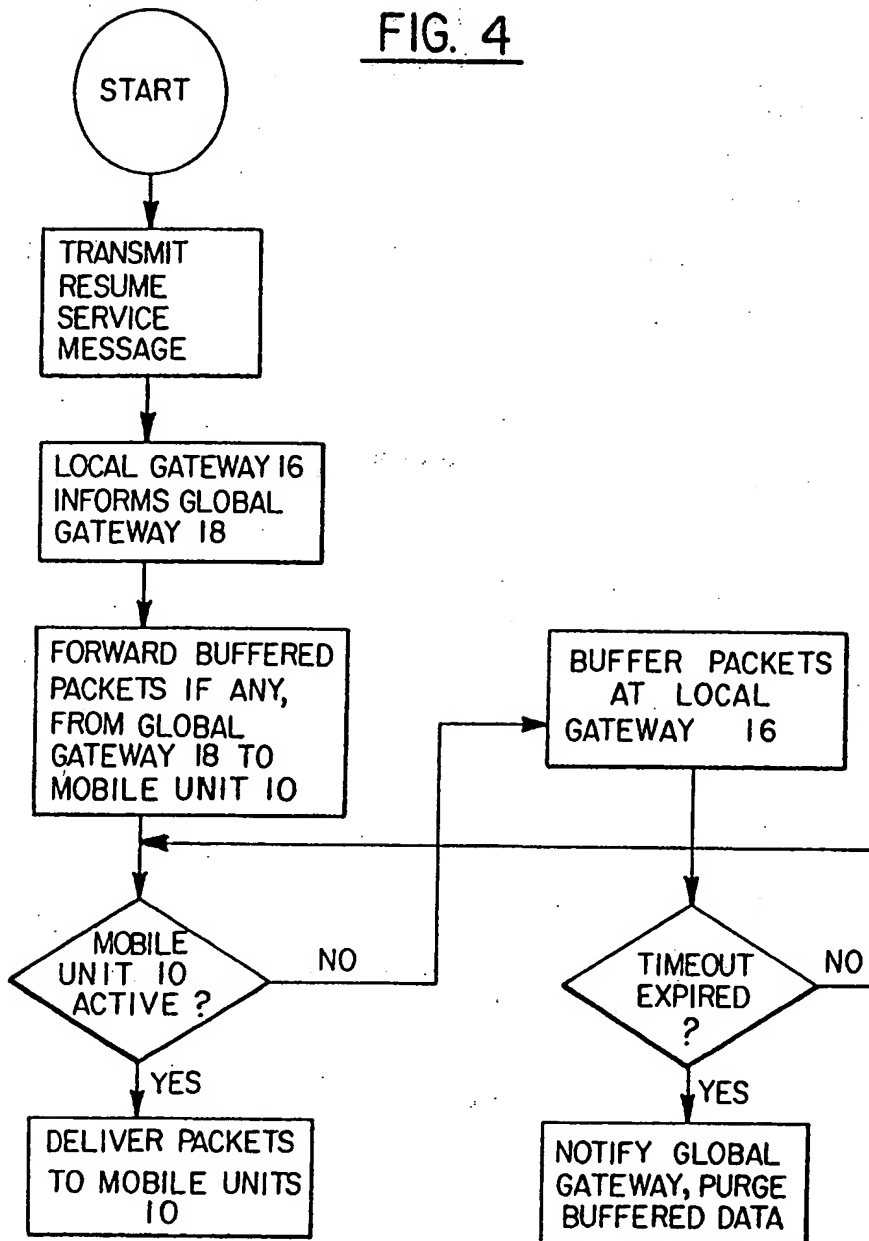 FIG. 4
START
TRANSMIT
RESUME
SERVICE
MESSAGE
LOCAL GATEWAY 16
INFORMS GLOBAL
GATEWAY 18
FORWARD BUFFERED
PACKETS IF ANY,
FROM GLOBAL
GATEWAY 18 TO
MOBILE UNIT 10
BUFFER PACKETS
AT LOCAL
GATEWAY 16
MOBILE
UNIT 10
ACTIVE ?
NO
TIMEOUT
EXPIRED
?
NO
YES
YES
DELIVER PACKETS
TO MOBILE UNITS
10
NOTIFY GLOBAL
GATEWAY, PURGE
BUFFERED DATA